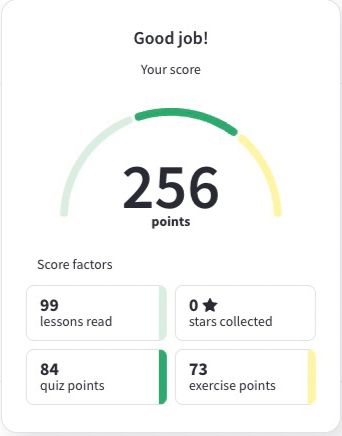 Good job!
Your score
256
points
Score factors
99
lessons read
0 ★
stars collected
84
quiz points
73
exercise points